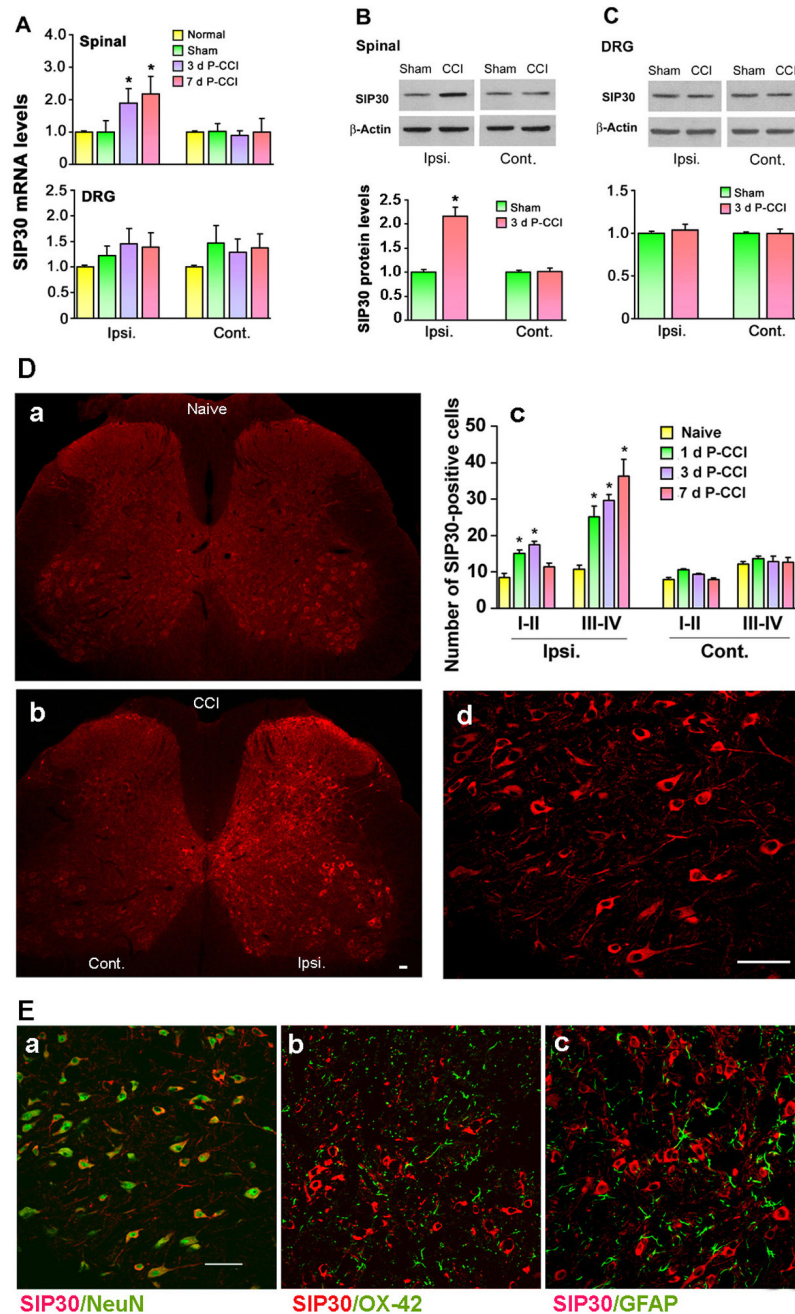 A
Spinal
Normal
Sham
3 d P-CCI
7 d P-CCI
SIP30 mRNA levels
4.0
3.0
2.0
1.0
0
* *
DRG
2.5
2.0
1.5
1.0
0.5
0
Ipsi. Cont.
B
Spinal
Sham CCI Sham CCI
SIP30
β-Actin
Ipsi. Cont.
SIP30 protein levels
2.5
2.0
1.5
1.0
0.5
0
*
Sham
3 d P-CCI
Ipsi. Cont.
C
DRG
Sham CCI Sham CCI
SIP30
β-Actin
Ipsi. Cont.
1.5
1.0
0.5
0
Sham
3 d P-CCI
Ipsi. Cont.
D
a
Naive
b
CCI
Cont. Ipsi.
c
Number of SIP30-positive cells
50
40
30
20
10
0
Naive
1 d P-CCI
3 d P-CCI
7 d P-CCI
* * * * *
I-II III-IV I-II III-IV
Ipsi. Cont.
d
E
a
SIP30/NeuN
b
SIP30/OX-42
c
SIP30/GFAP